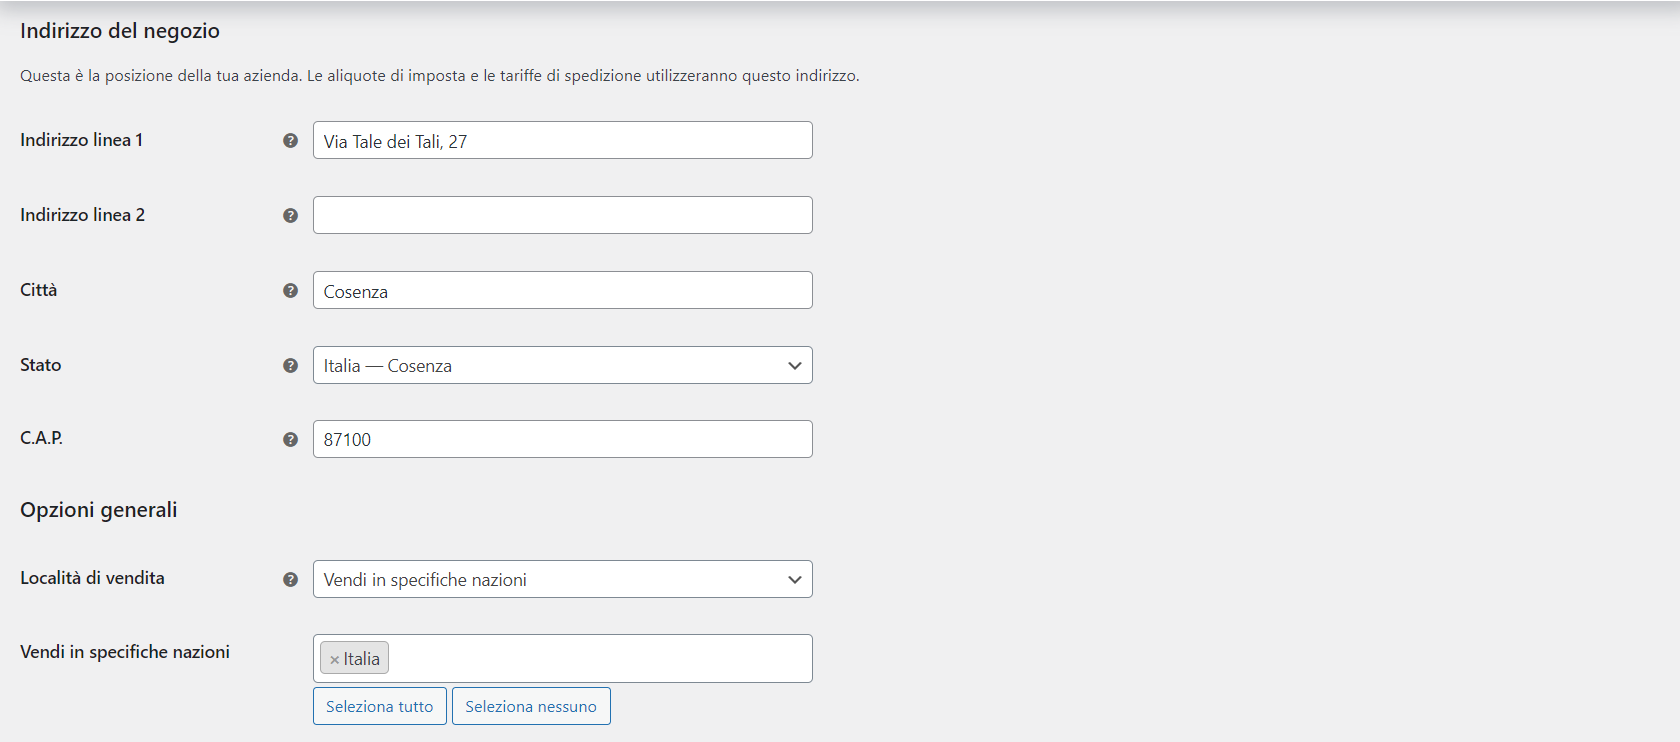 Indirizzo del negozio
Questa è la posizione della tua azienda. Le aliquote di imposta e le tariffe di spedizione utilizzeranno questo indirizzo.
Indirizzo linea 1 ? Via Tale dei Tali, 27
Indirizzo linea 2 ?
Città ? Cosenza
Stato ? Italia — Cosenza
C.A.P. ? 87100
Opzioni generali
Località di vendita ? Vendi in specifiche nazioni
Vendi in specifiche nazioni × Italia
Seleziona tutto Seleziona nessuno